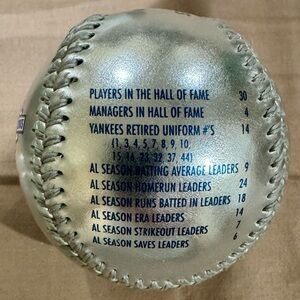 PLAYERS IN THE HALL OF FAME 30
MANAGERS IN HALL OF FAME 4
YANKEES RETIRED UNIFORM #'S 14
(1, 3, 4, 5, 7, 8, 9, 10,
15, 16, 23, 32, 37, 44)
AL SEASON BATTING AVERAGE LEADERS 9
AL SEASON HOMERUN LEADERS 24
AL SEASON RUNS BATTED IN LEADERS 18
AL SEASON ERA LEADERS 14
AL SEASON STRIKEOUT LEADERS 7
AL SEASON SAVES LEADERS 6